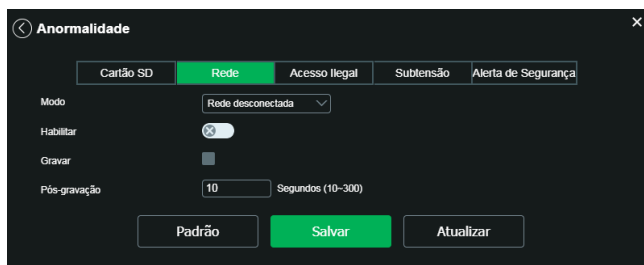 Anormalidade
Cartão SD Rede Acesso Ilegal Subtensão Alerta de Segurança
Modo Rede desconectada
Habilitar
Gravar
Pós-gravação 10 Segundos (10~300)
Padrão Salvar Atualizar